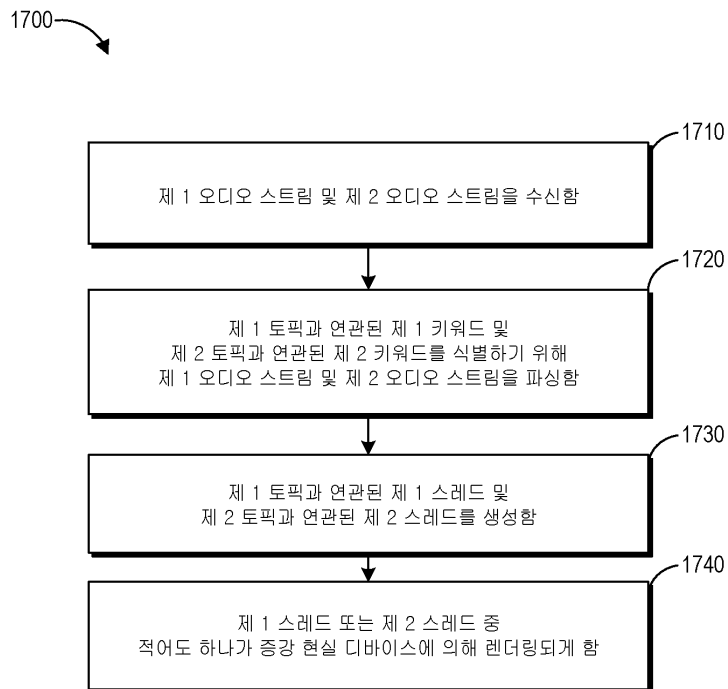 1700
1710
제 1 오디오 스트림 및 제 2 오디오 스트림을 수신함
1720
제 1 토픽과 연관된 제 1 키워드 및
제 2 토픽과 연관된 제 2 키워드를 식별하기 위해
제 1 오디오 스트림 및 제 2 오디오 스트림을 파싱함
1730
제 1 토픽과 연관된 제 1 스레드 및
제 2 토픽과 연관된 제 2 스레드를 생성함
1740
제 1 스레드 또는 제 2 스레드 중
적어도 하나가 증강 현실 디바이스에 의해 렌더링되게 함